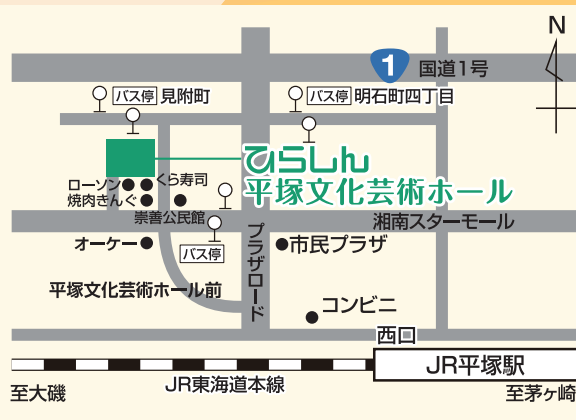 N
1
国道1号
バス停 見附町
バス停 明石町四丁目
ひらしん
平塚文化芸術ホール
ローソン
くら寿司
焼肉きんぐ
崇善公民館
湘南スターモール
オーケー
バス停
プラザロード
市民プラザ
平塚文化芸術ホール前
コンビニ
西口
JR平塚駅
JR東海道本線
至大磯
至茅ヶ崎